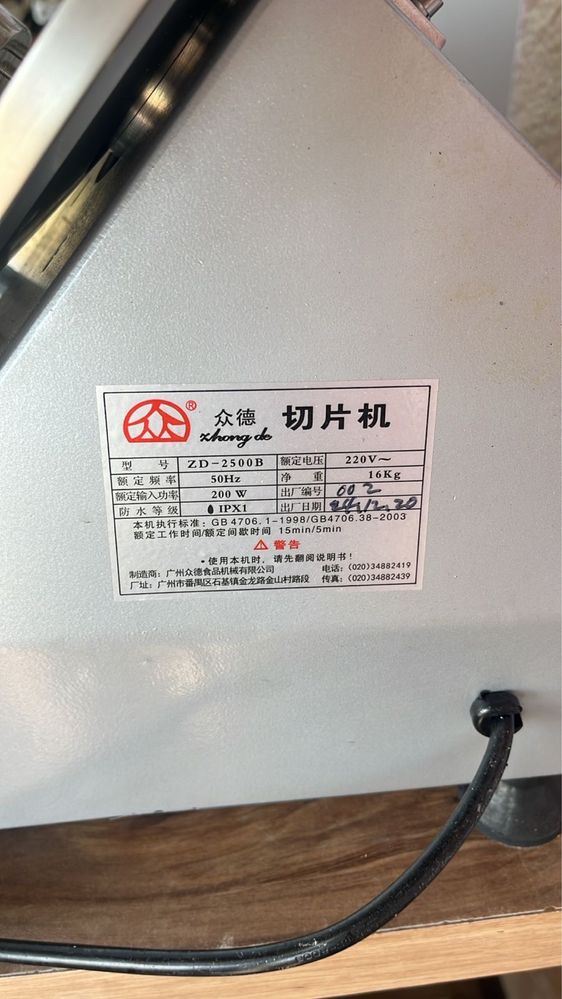 众® 众德 切片机
zhong de
型 号 ZD-2500B 额定电压 220V～
额定频率 50Hz 净 重 16Kg
额定输入功率 200W 出厂编号 002
防水等级 IPX1 出厂日期 24,12,20
本机执行标准：GB4706.1-1998/GB4706.38-2003
额定工作时间/额定间歇时间 15min/5min
警告
·使用本机时，请先翻阅说明书！
制造商：广州众德食品机械有限公司 电话：(020)34882419
厂址：广州市番禺区石基镇金龙路金山村路段 传真：(020)34882439